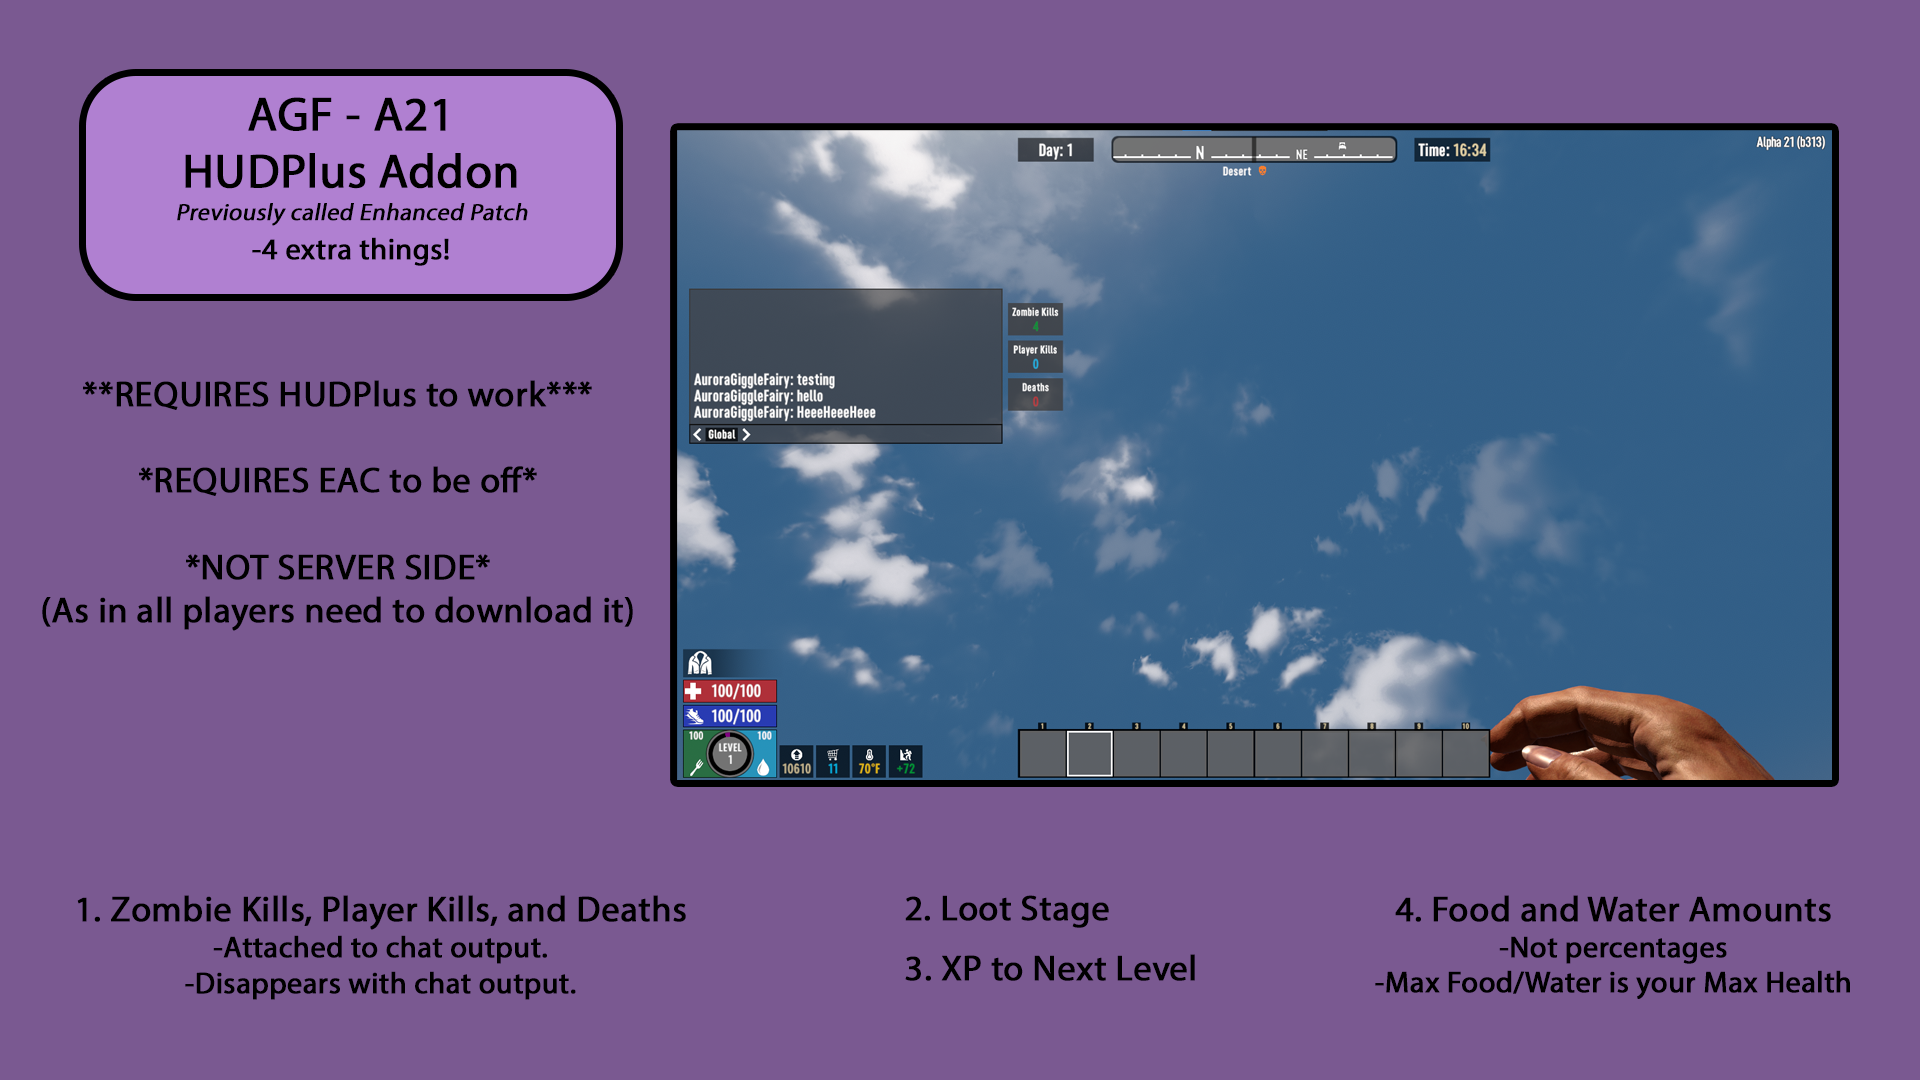 AGF - A21
HUDPlus Addon
Previously called Enhanced Patch
-4 extra things!
**REQUIRES HUDPlus to work***
*REQUIRES EAC to be off*
*NOT SERVER SIDE*
(As in all players need to download it)
Day: 1
N
NE
Time: 16:34
Alpha 21 (b313)
Desert
Zombie Kills
4
Player Kills
0
Deaths
0
AuroraGiggleFairy: testing
AuroraGiggleFairy: hello
AuroraGiggleFairy: HeeeHeeeHeee
< Global >
100/100
100/100
100
100
LEVEL
1
10610
11
70°F
+72
1 2 3 4 5 6 7 8 9 10
1. Zombie Kills, Player Kills, and Deaths
-Attached to chat output.
-Disappears with chat output.
2. Loot Stage
3. XP to Next Level
4. Food and Water Amounts
-Not percentages
-Max Food/Water is your Max Health